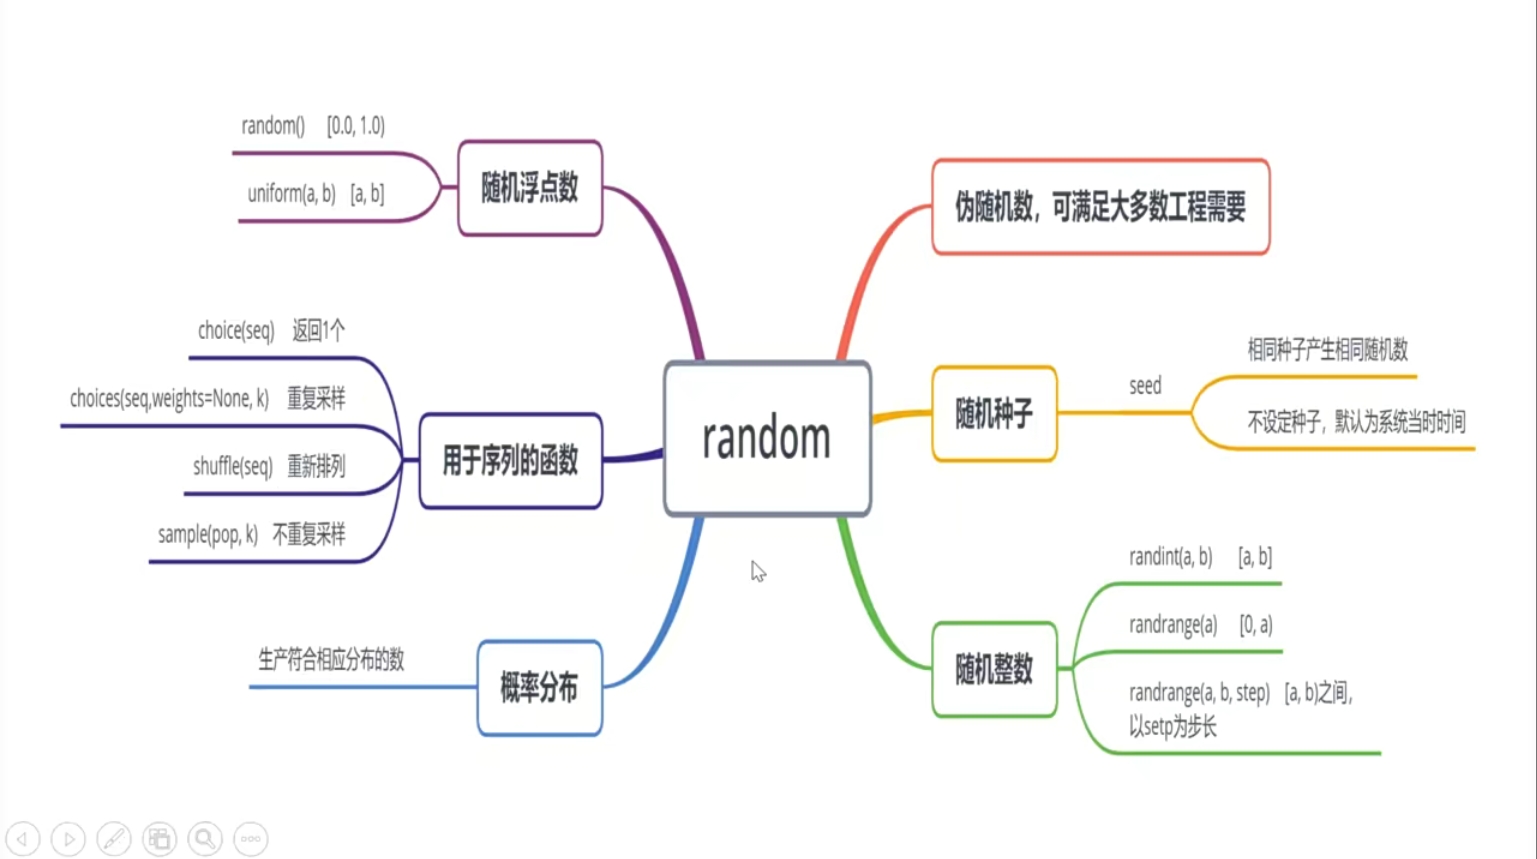 random() [0.0, 1.0)
uniform(a, b) [a, b]
随机浮点数
choice(seq) 返回1个
choices(seq,weights=None, k) 重复采样
shuffle(seq) 重新排列
sample(pop, k) 不重复采样
用于序列的函数
生产符合相应分布的数
概率分布
random
伪随机数，可满足大多数工程需要
随机种子
seed
相同种子产生相同随机数
不设定种子，默认为系统当时时间
随机整数
randint(a, b) [a, b]
randrange(a) [0, a)
randrange(a, b, step) [a, b)之间，
以setp为步长